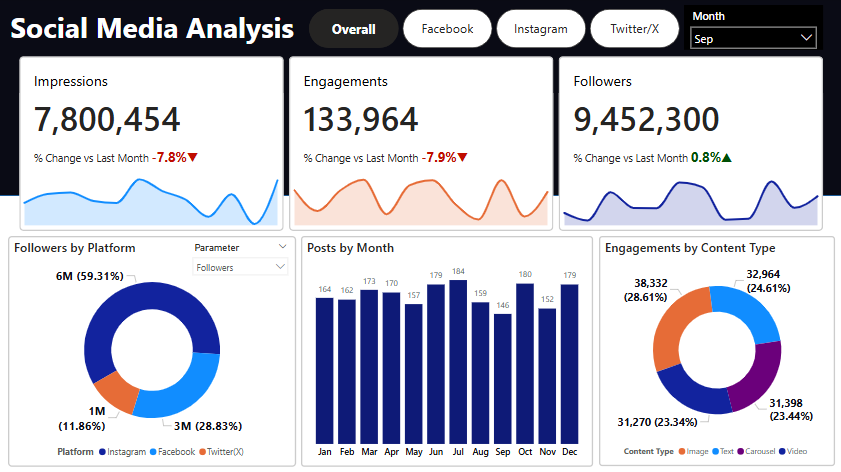 Social Media Analysis
Overall
Facebook
Instagram
Twitter/X
Month
Sep
Impressions
7,800,454
% Change vs Last Month -7.8%▼
Engagements
133,964
% Change vs Last Month -7.9%▼
Followers
9,452,300
% Change vs Last Month 0.8%▲
Followers by Platform
Parameter
Followers
6M (59.31%)
1M
(11.86%)
3M (28.83%)
Platform Instagram Facebook Twitter(X)
Posts by Month
164 162 173 170 157 179 184 159 146 180 152 179
Jan Feb Mar Apr May Jun Jul Aug Sep Oct Nov Dec
Engagements by Content Type
38,332
(28.61%)
32,964
(24.61%)
31,270 (23.34%)
31,398
(23.44%)
Content Type Image Text Carousel Video